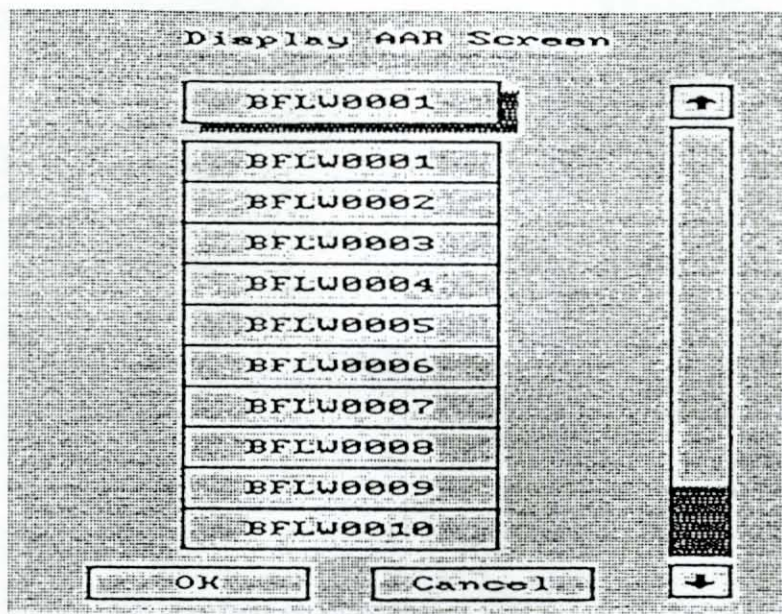 Display AAR Screen
BFLW0001
BFLW0001
BFLW0002
BFLW0003
BFLW0004
BFLW0005
BFLW0006
BFLW0007
BFLW0008
BFLW0009
BFLW0010
OK
Cancel